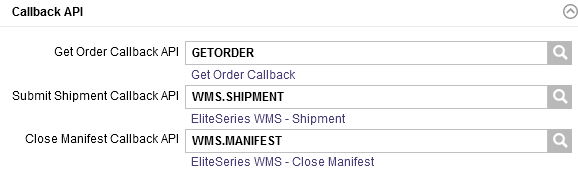 Callback API
Get Order Callback API GETORDER
Get Order Callback
Submit Shipment Callback API WMS.SHIPMENT
EliteSeries WMS - Shipment
Close Manifest Callback API WMS.MANIFEST
EliteSeries WMS - Close Manifest